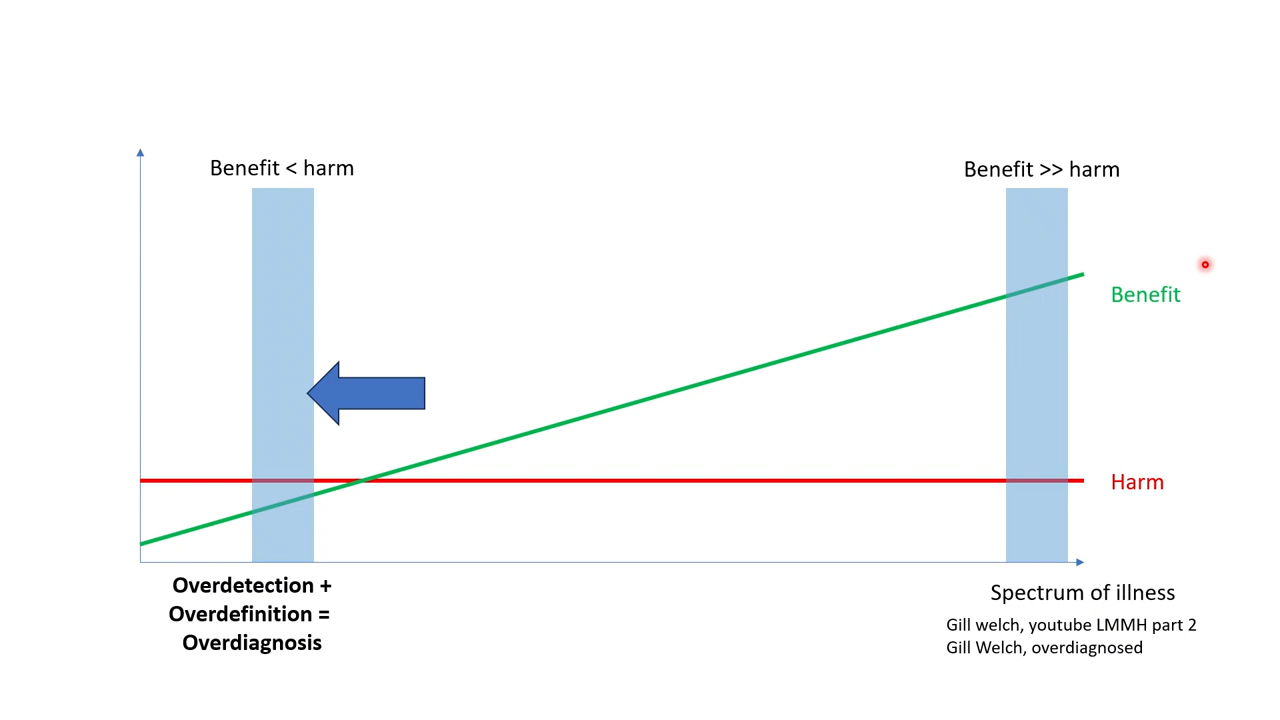 Benefit < harm
Benefit >> harm
Benefit
Harm
Overdetection +
Overdefinition =
Overdiagnosis
Spectrum of illness
Gill welch, youtube LMMH part 2
Gill Welch, overdiagnosed